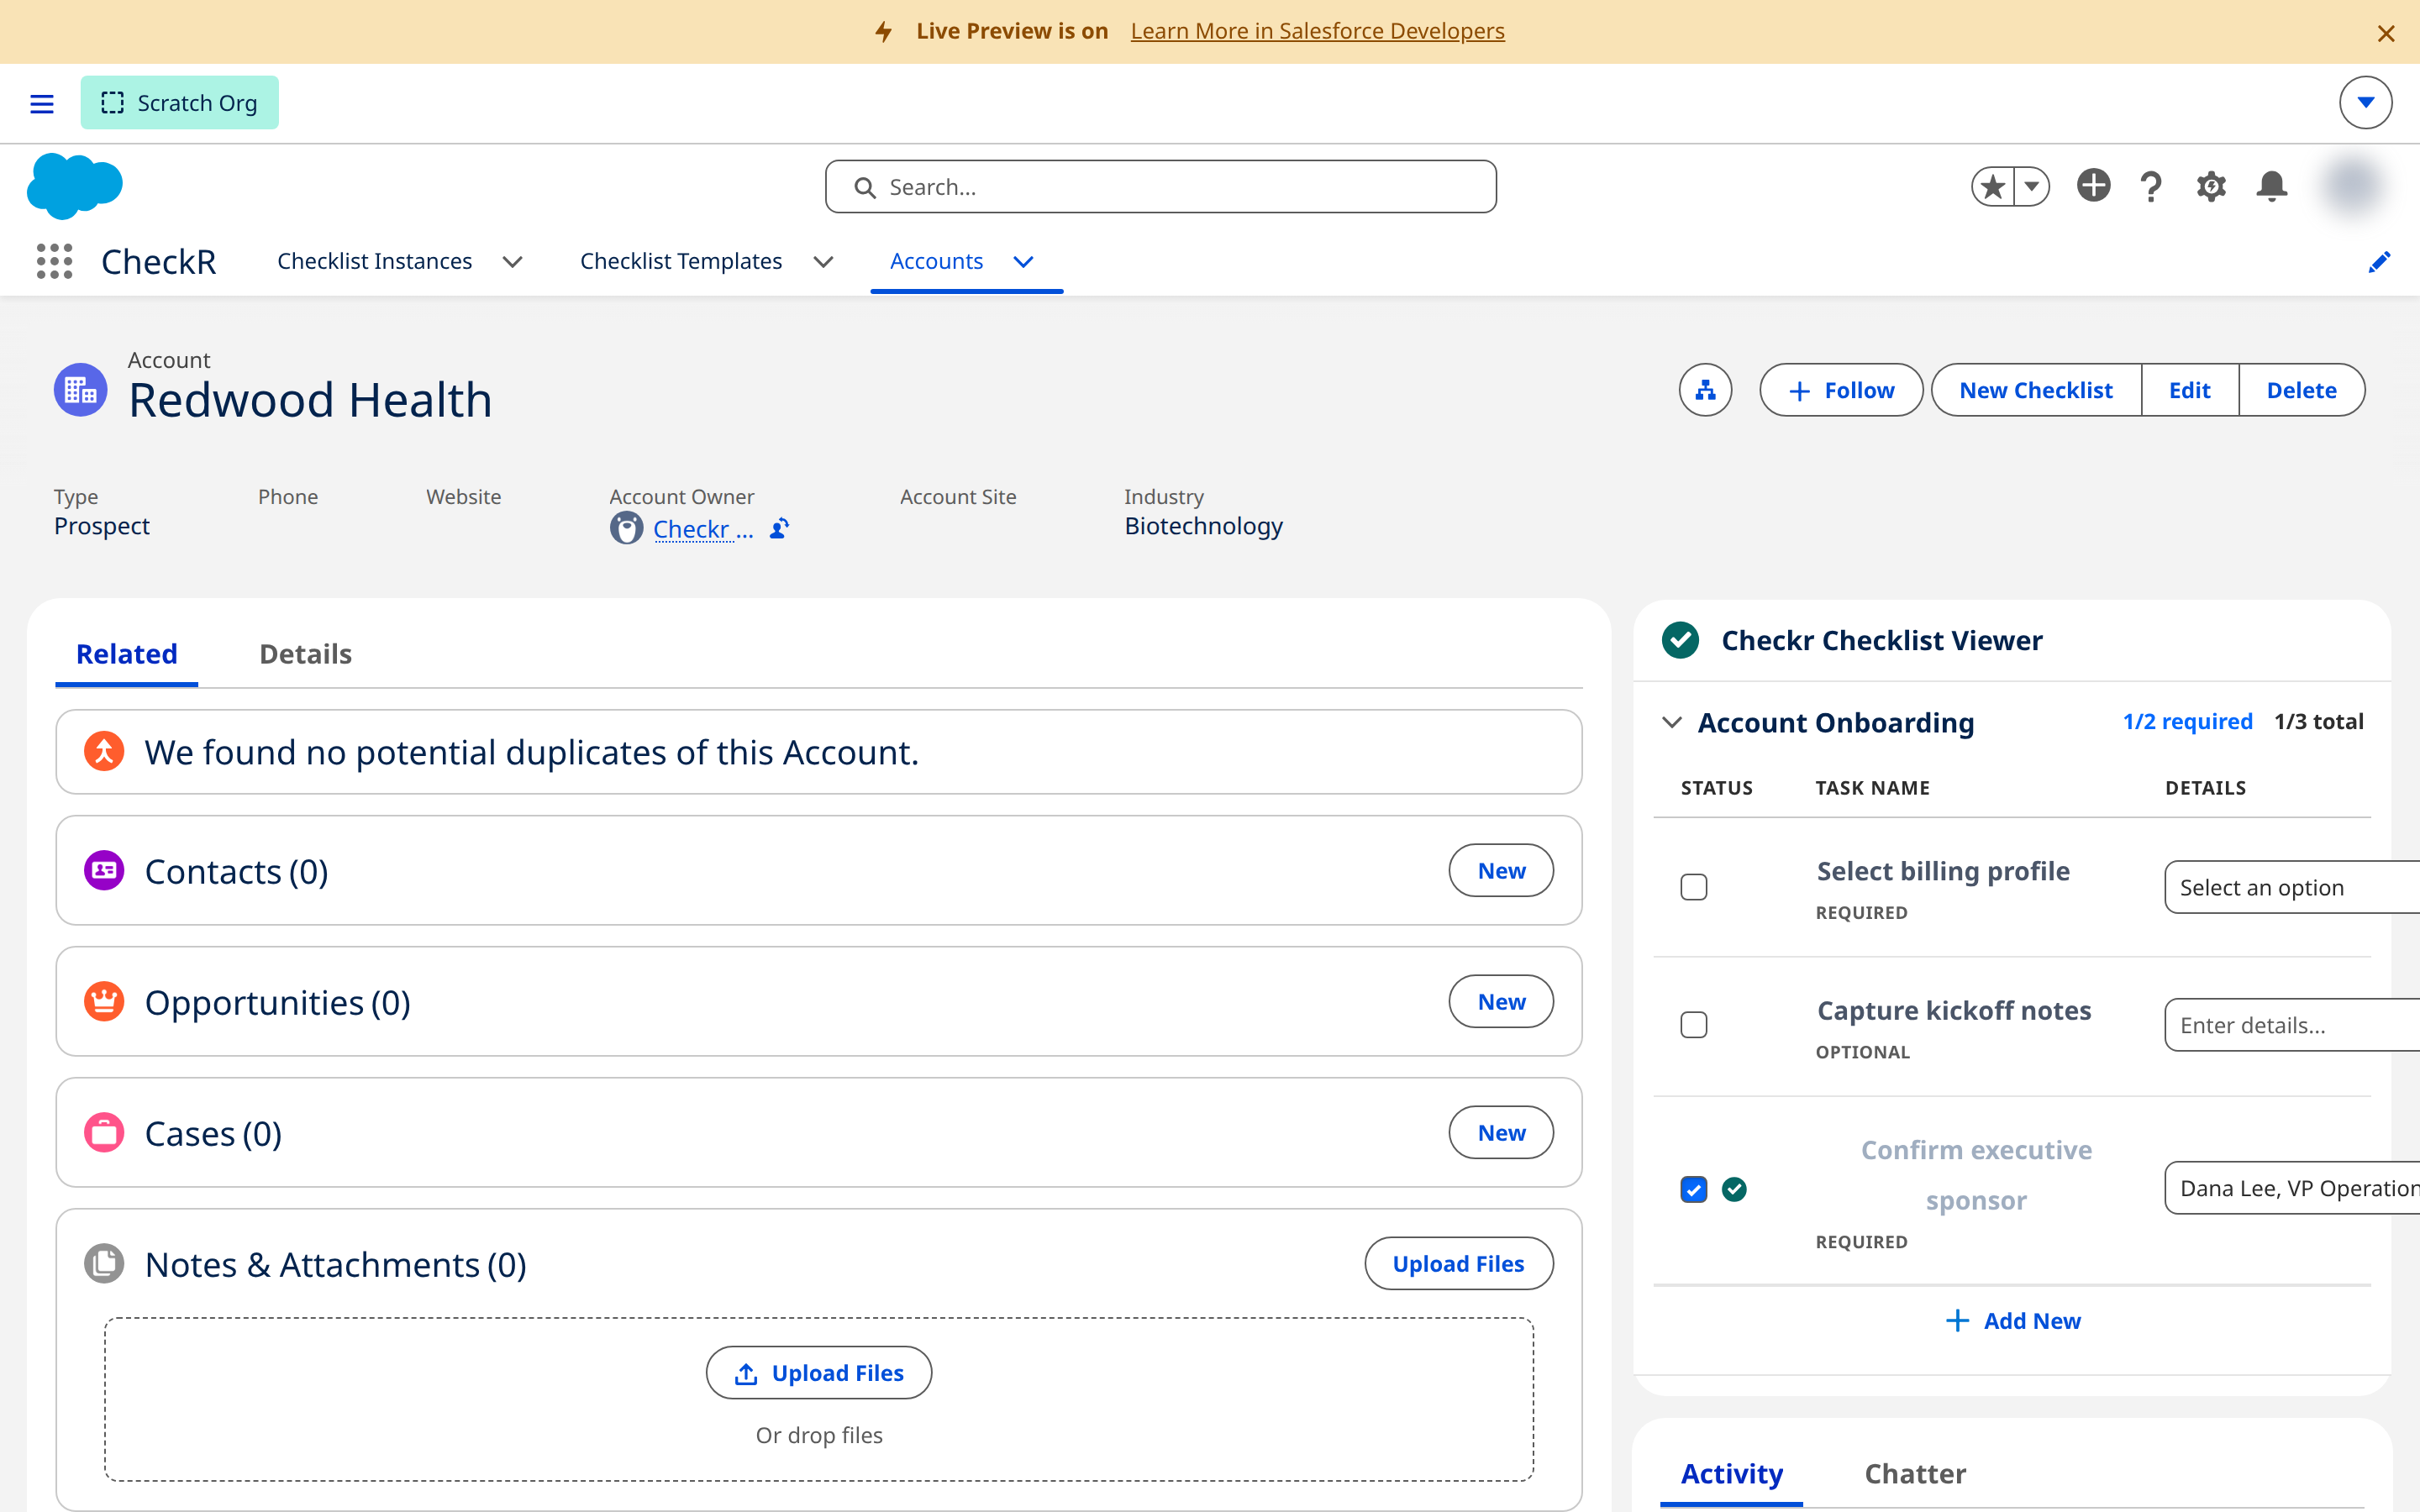 Live Preview is on Learn More in Salesforce Developers
Scratch Org
Search...
CheckR Checklist Instances Checklist Templates Accounts
Account
Redwood Health
Follow New Checklist Edit Delete
Type Phone Website Account Owner Account Site Industry
Prospect Checkr ... Biotechnology
Related Details
We found no potential duplicates of this Account.
Contacts (0) New
Opportunities (0) New
Cases (0) New
Notes & Attachments (0) Upload Files
Upload Files
Or drop files
Checkr Checklist Viewer
Account Onboarding 1/2 required 1/3 total
STATUS TASK NAME DETAILS
Select billing profile
REQUIRED
Select an option
Capture kickoff notes
OPTIONAL
Enter details...
Confirm executive
sponsor
REQUIRED
Dana Lee, VP Operation
Add New
Activity Chatter